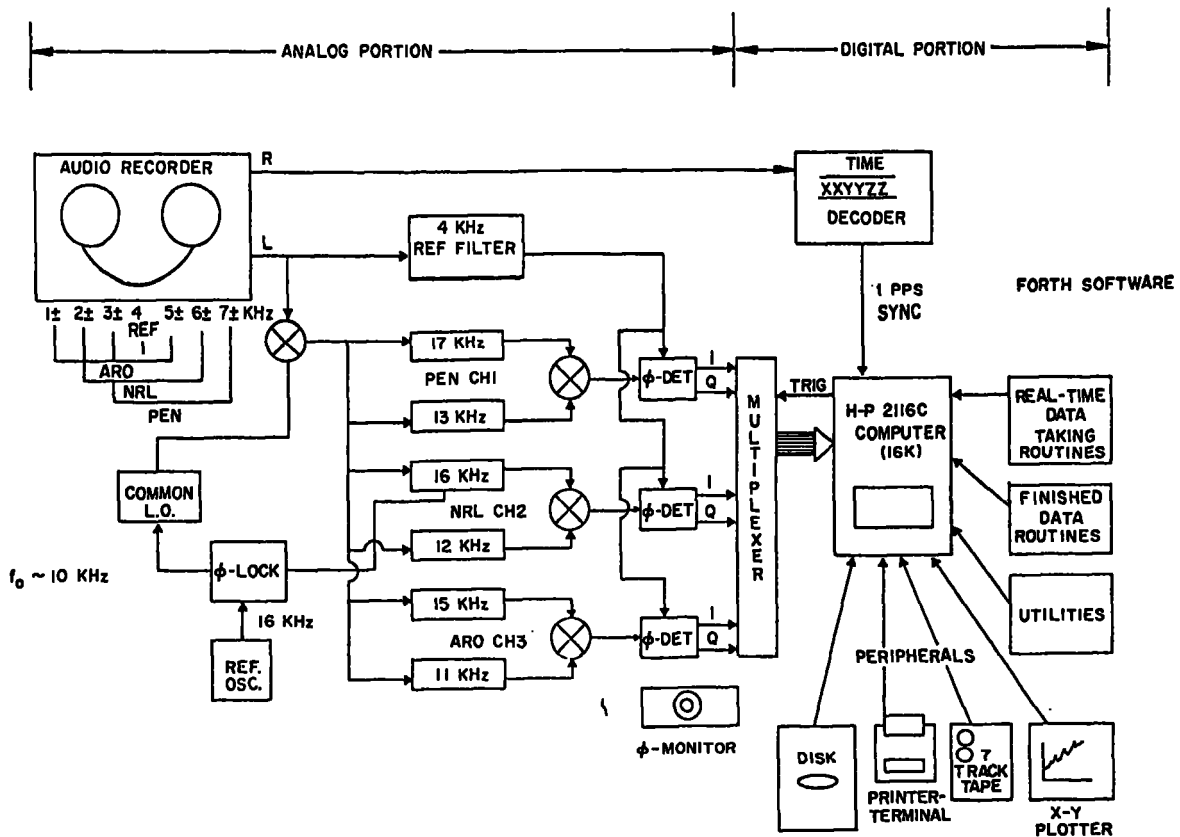 ANALOG PORTION
DIGITAL PORTION
AUDIO RECORDER
R
L
1± 2± 3± 4 5± 6± 7± KHz
REF
ARO
NRL
PEN
4 KHz
REF FILTER
TIME
XXYYZZ
DECODER
1 PPS
SYNC
FORTH SOFTWARE
17 KHz
PEN CH1
13 KHz
16 KHz
NRL CH2
12 KHz
15 KHz
ARO CH3
11 KHz
COMMON
L.O.
ɸ-LOCK
f₀ ~ 10 KHz
16 KHz
REF.
OSC.
ɸ-DET
I
Q
ɸ-DET
I
Q
ɸ-DET
I
Q
ɸ-MONITOR
MULTIPLEXER
TRIG
H-P 2116C
COMPUTER
(16K)
REAL-TIME
DATA
TAKING
ROUTINES
FINISHED
DATA
ROUTINES
UTILITIES
PERIPHERALS
DISK
PRINTER-
TERMINAL
7
TRACK
TAPE
X-Y
PLOTTER